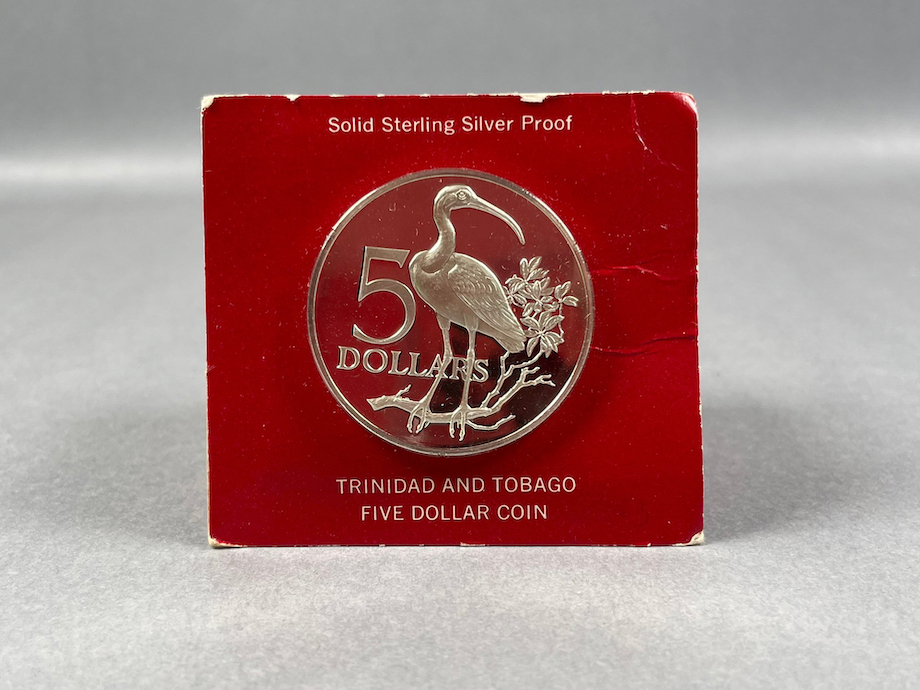 Solid Sterling Silver Proof
5
DOLLARS
TRINIDAD AND TOBAGO
FIVE DOLLAR COIN